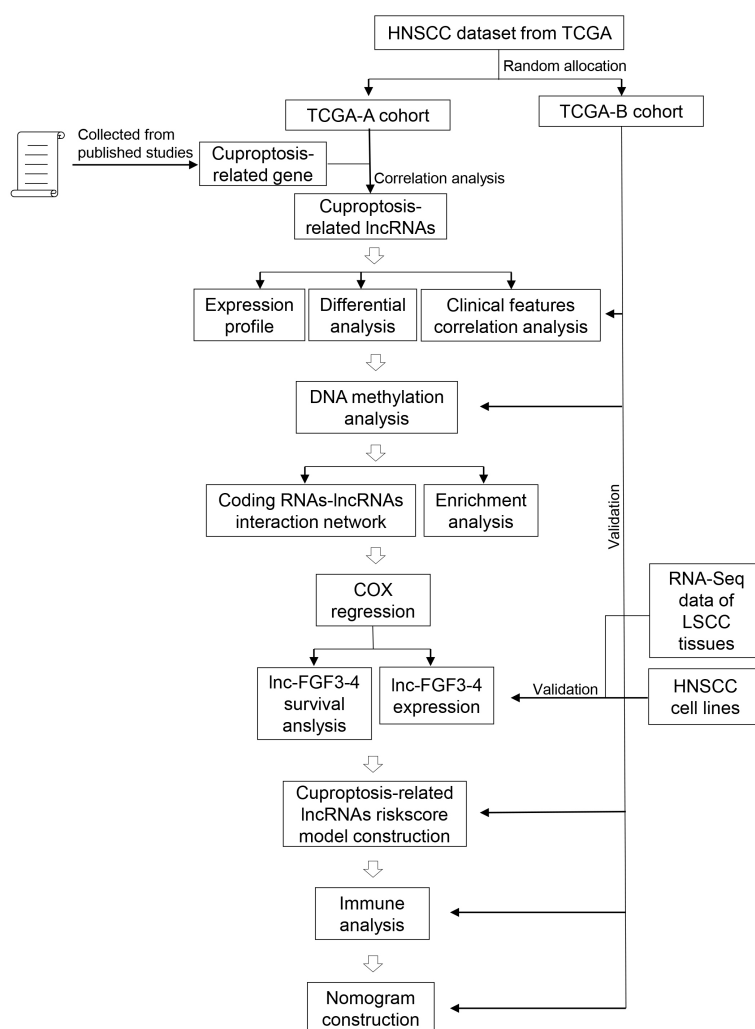 HNSCC dataset from TCGA
Random allocation
TCGA-A cohort
TCGA-B cohort
Collected from
published studies
Cuproptosis-
related gene
Correlation analysis
Cuproptosis-
related lncRNAs
Expression
profile
Differential
analysis
Clinical features
correlation analysis
DNA methylation
analysis
Coding RNAs-lncRNAs
interaction network
Enrichment
analysis
Validation
COX
regression
RNA-Seq
data of
LSCC
tissues
lnc-FGF3-4
survival
anslysis
lnc-FGF3-4
expression
Validation
HNSCC
cell lines
Cuproptosis-related
lncRNAs riskscore
model construction
Immune
analysis
Nomogram
construction